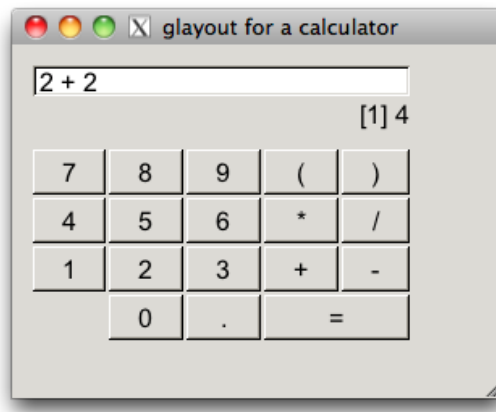 X glayout for a calculator
2 + 2
[1] 4
7 8 9 ( )
4 5 6 * /
1 2 3 + -
0 . =